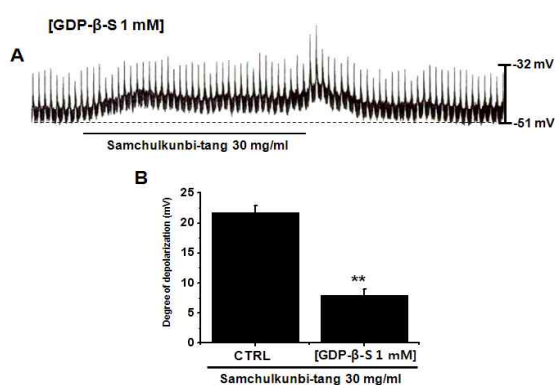 [GDP-β-S 1 mM]
A
-32 mV
-51 mV
Samchulkunbi-tang 30 mg/ml
B
Degree of depolarization (mV)
25
20
15
10
5
0
**
CTRL [GDP-β-S 1 mM]
Samchulkunbi-tang 30 mg/ml